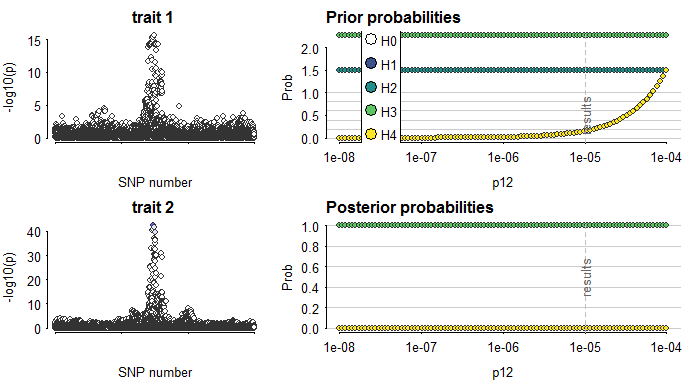 trait 1
-log10(p)
15
10
5
0
SNP number
Prior probabilities
Prob
2.0
1.5
1.0
0.4
0.0
H0
H1
H2
H3
H4
results
1e-08
1e-07
1e-06
1e-05
1e-04
p12
trait 2
-log10(p)
40
30
20
10
0
SNP number
Posterior probabilities
Prob
1.0
0.8
0.6
0.4
0.2
0.0
results
1e-08
1e-07
1e-06
1e-05
1e-04
p12